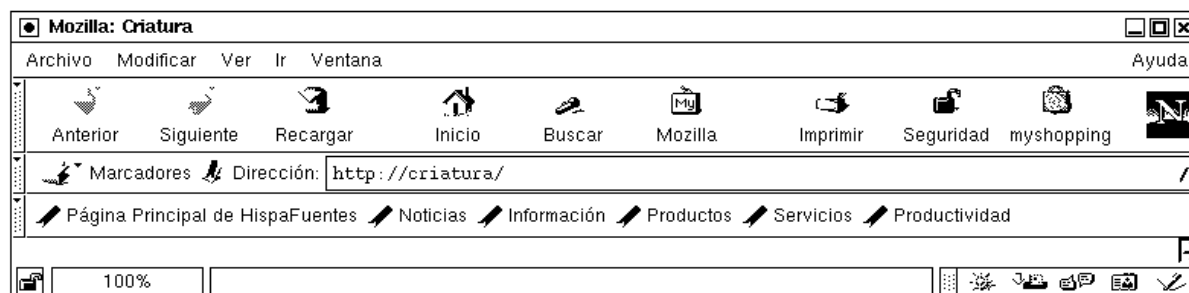 Mozilla: Criatura
Archivo Modificar Ver Ir Ventana Ayuda
My N
Anterior Siguiente Recargar Inicio Buscar Mozilla Imprimir Seguridad myshopping
Marcadores Dirección: http://criatura/
Página Principal de HispaFuentes Noticias Información Productos Servicios Productividad
100%